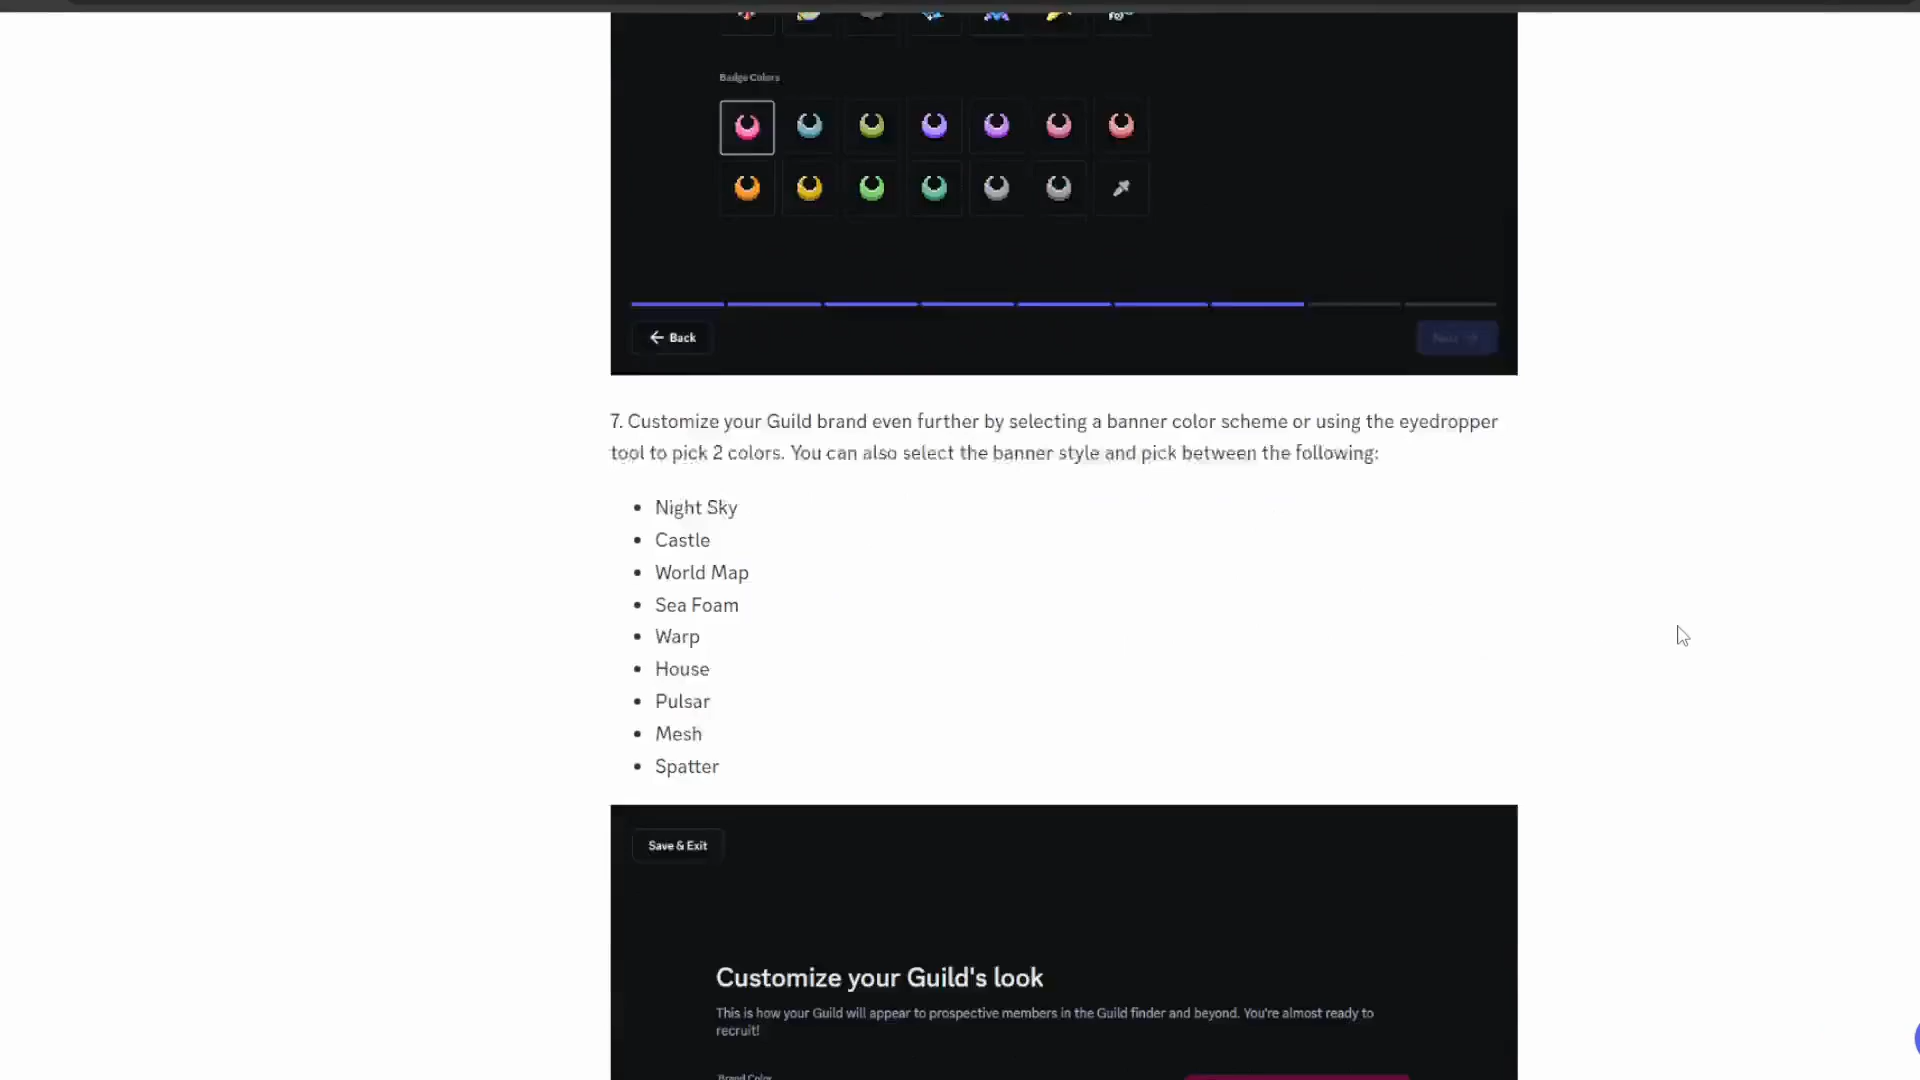 Badge Colors
Back
Next
7. Customize your Guild brand even further by selecting a banner color scheme or using the eyedropper
tool to pick 2 colors. You can also select the banner style and pick between the following:
Night Sky
Castle
World Map
Sea Foam
Warp
House
Pulsar
Mesh
Spatter
Save & Exit
Customize your Guild's look
This is how your Guild will appear to prospective members in the Guild finder and beyond. You're almost ready to
recruit!
Brand Color